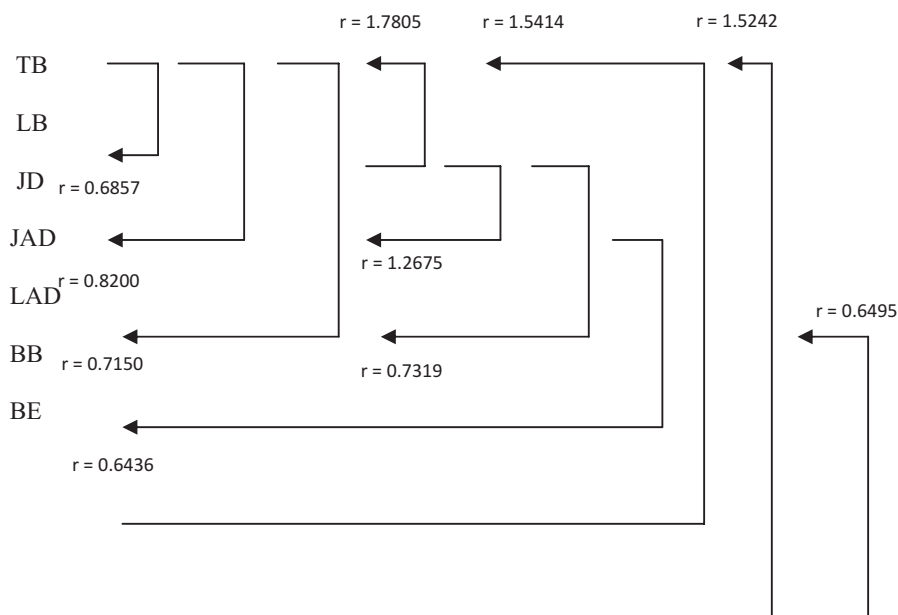 r = 1.7805
r = 1.5414
r = 1.5242
TB
LB
JD
r = 0.6857
JAD
r = 1.2675
r = 0.8200
LAD
r = 0.6495
BB
r = 0.7150
r = 0.7319
BE
r = 0.6436